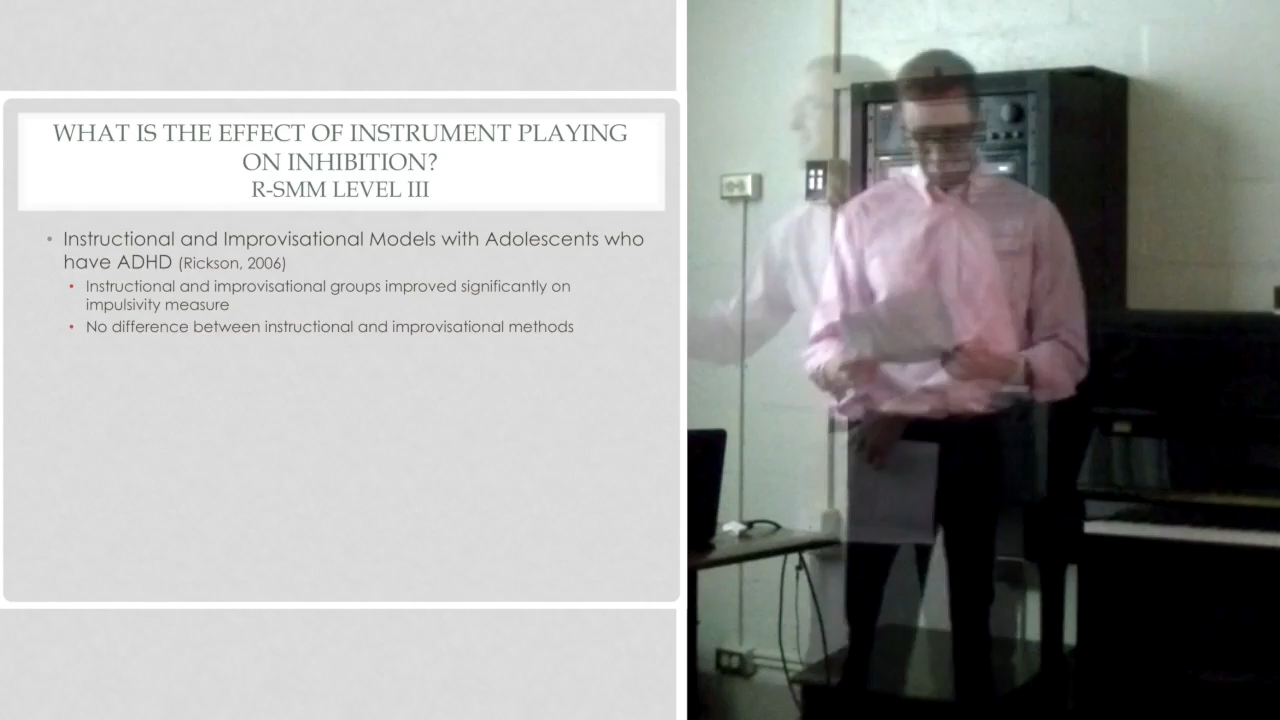 WHAT IS THE EFFECT OF INSTRUMENT PLAYING
ON INHIBITION?
R-SMM LEVEL III
• Instructional and Improvisational Models with Adolescents who
have ADHD (Rickson, 2006)
• Instructional and improvisational groups improved significantly on
impulsivity measure
• No difference between instructional and improvisational methods